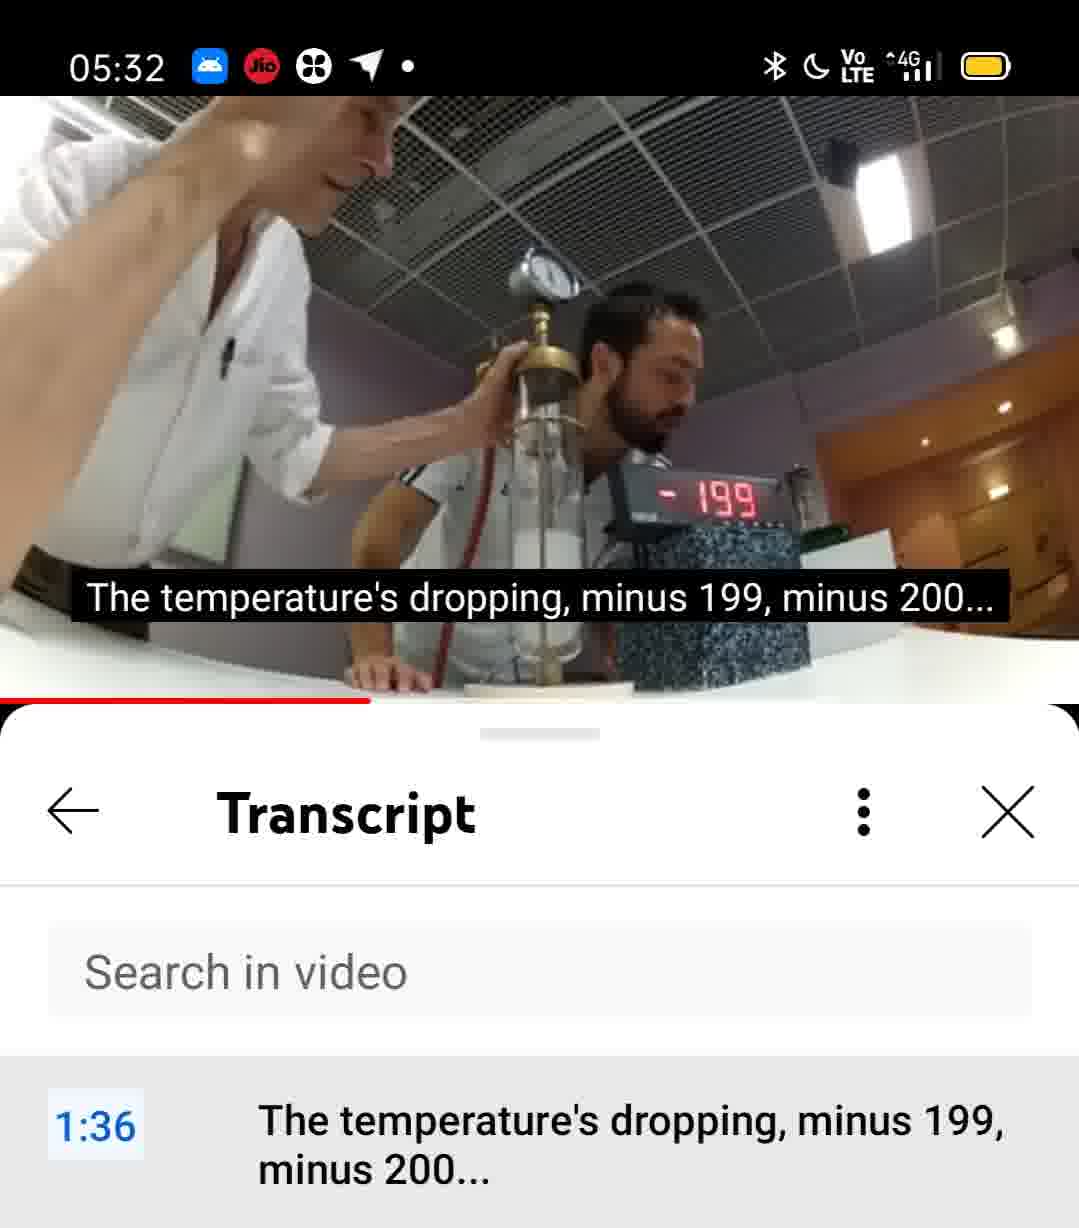 05:32
Jio
Vo
LTE
4G
- 199
The temperature's dropping, minus 199, minus 200...
Transcript
Search in video
1:36
The temperature's dropping, minus 199,
minus 200...